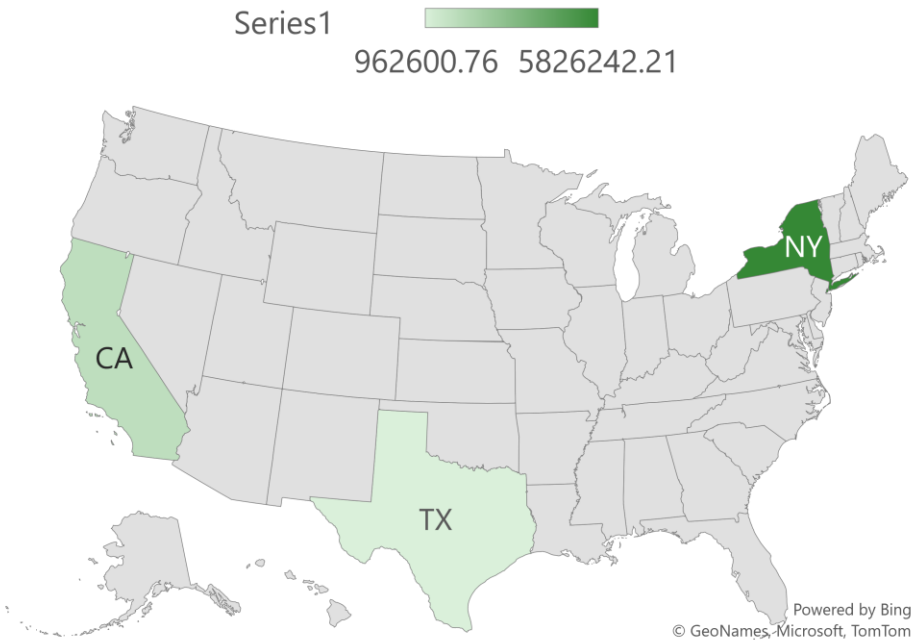 Series1
962600.76 5826242.21
NY
CA
TX
Powered by Bing
© GeoNames, Microsoft, TomTom